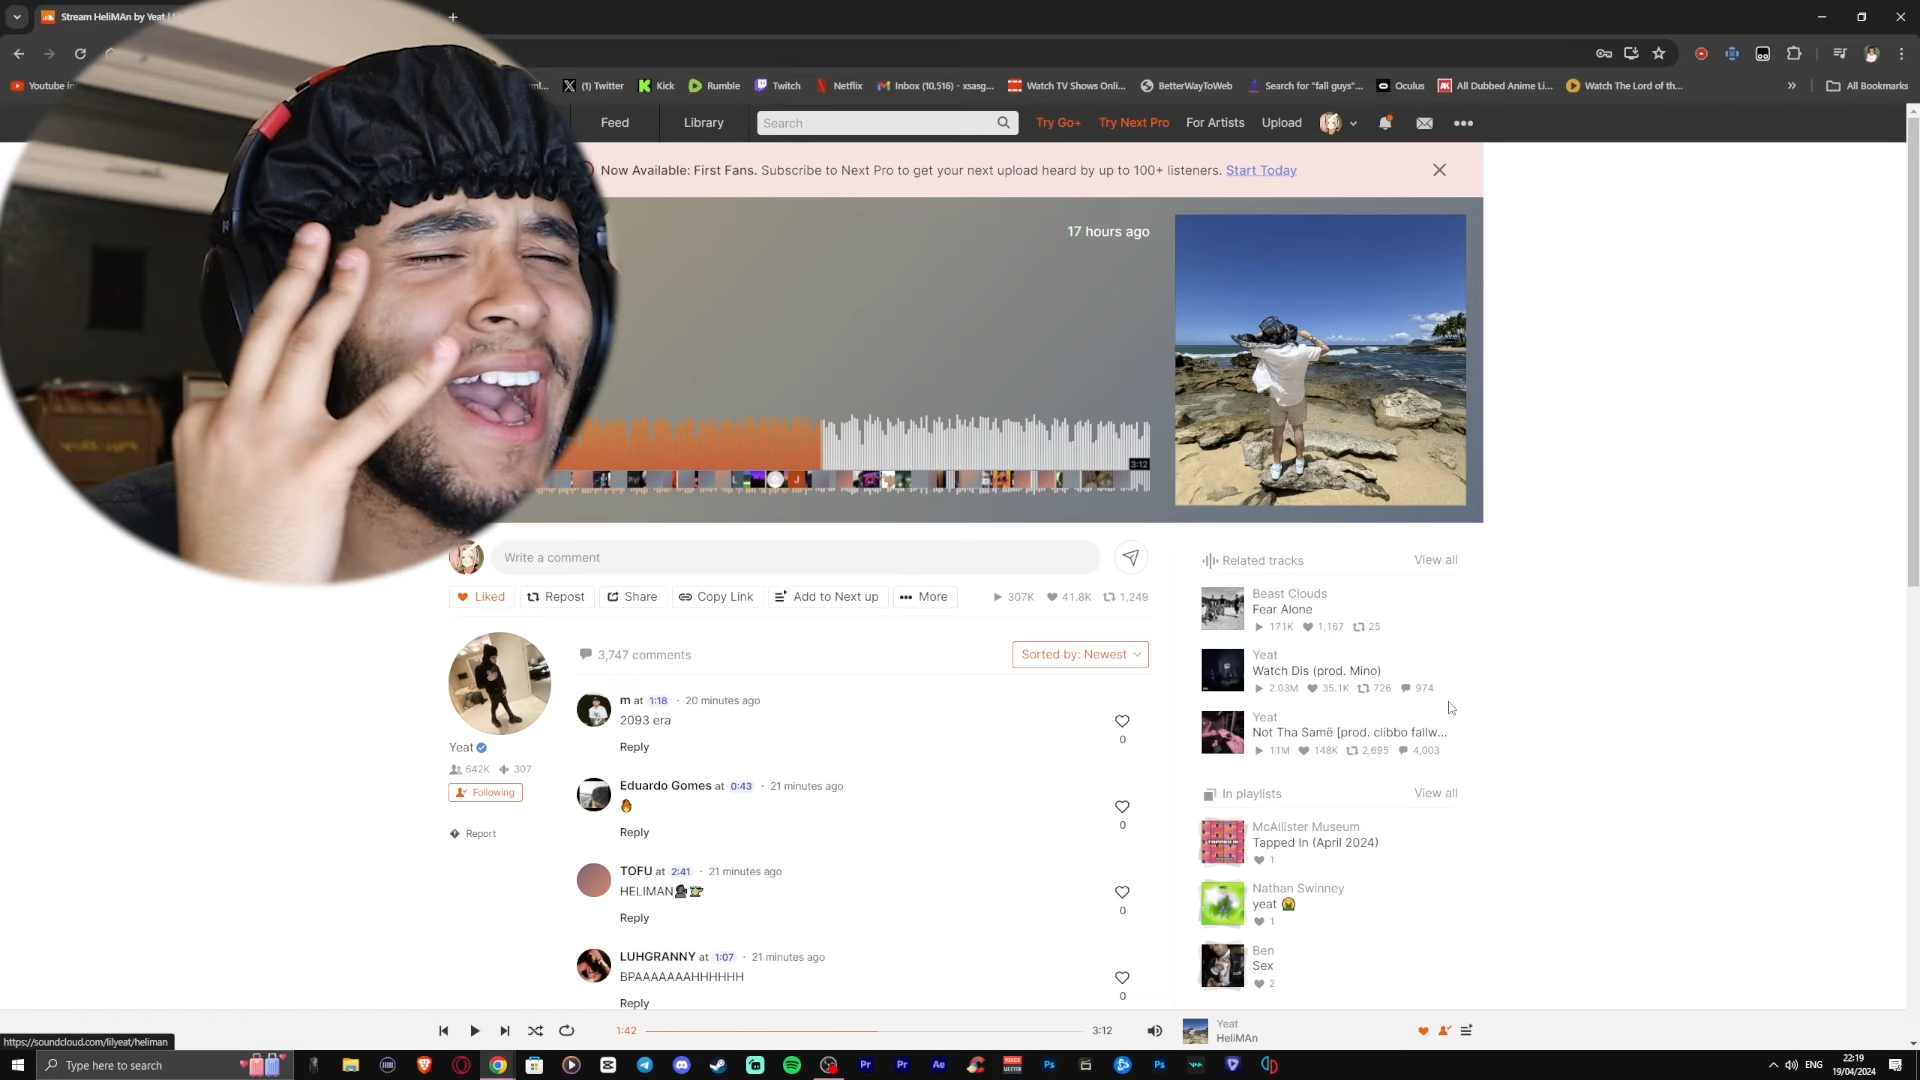 Stream HeliMAn by Yeat |
Youtube in
(1) Twitter
Kick
Rumble
Twitch
Netflix
Inbox (10,516) - xsasg...
Watch TV Shows Onli...
BetterWayToWeb
Search for "fall guys"...
Oculus
All Dubbed Anime Li...
Watch The Lord of th...
All Bookmarks
Feed
Library
Search
Try Go+
Try Next Pro
For Artists
Upload
Now Available: First Fans. Subscribe to Next Pro to get your next upload heard by up to 100+ listeners. Start Today
17 hours ago
3:12
Write a comment
Liked
Repost
Share
Copy Link
Add to Next up
More
307K
41.8K
1,249
Yeat
642K 307
Following
Report
3,747 comments
Sorted by: Newest
m at 1:18 · 20 minutes ago
2093 era
Reply
0
Eduardo Gomes at 0:43 · 21 minutes ago
🔥
Reply
0
TOFU at 2:41 · 21 minutes ago
HELIMAN
Reply
0
LUHGRANNY at 1:07 · 21 minutes ago
BPAAAAAAAHHHHHH
Reply
0
Related tracks
View all
Beast Clouds
Fear Alone
171K 1,167 25
Yeat
Watch Dis (prod. Mino)
2.03M 35.1K 726 974
Yeat
Not Tha Samë [prod. clibbo fallw...
11M 148K 2,695 4,003
In playlists
View all
McAllister Museum
Tapped In (April 2024)
1
Nathan Swinney
yeat 🤮
1
Ben
Sex
2
1:42
3:12
Yeat
HeliMAn
https://soundcloud.com/lilyeat/heliman
Type here to search
ENG
22:19
19/04/2024